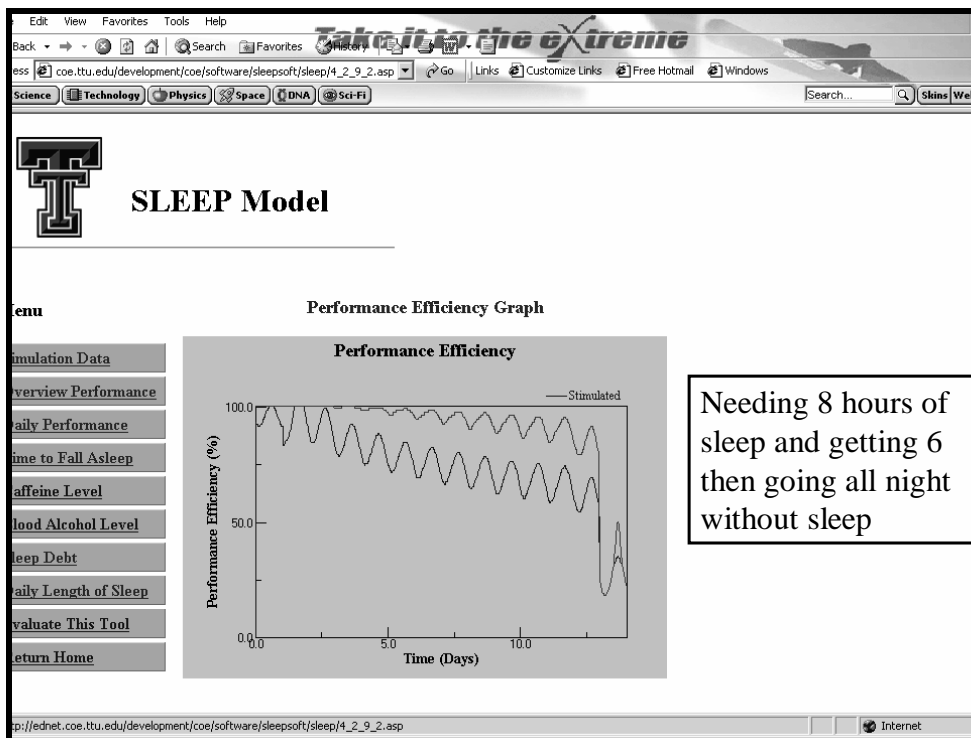 Edit View Favorites Tools Help
Take it to the eXtreme
Back Search Favorites History
ess coe.ttu.edu/development/coe/software/sleepsoft/sleep/4_2_9_2.asp Go Links Customize Links Free Hotmail Windows
Science Technology Physics Space DNA Sci-Fi Search... Skins We
SLEEP Model
enu
Performance Efficiency Graph
imulation Data
verview Performance
aily Performance
ime to Fall Asleep
affeine Level
lood Alcohol Level
leep Debt
aily Length of Sleep
valuate This Tool
eturn Home
Performance Efficiency
Stimulated
100.0
50.0
0.0
Performance Efficiency (%)
0.0 5.0 10.0
Time (Days)
Needing 8 hours of
sleep and getting 6
then going all night
without sleep
tp://ednet.coe.ttu.edu/development/coe/software/sleepsoft/sleep/4_2_9_2.asp Internet